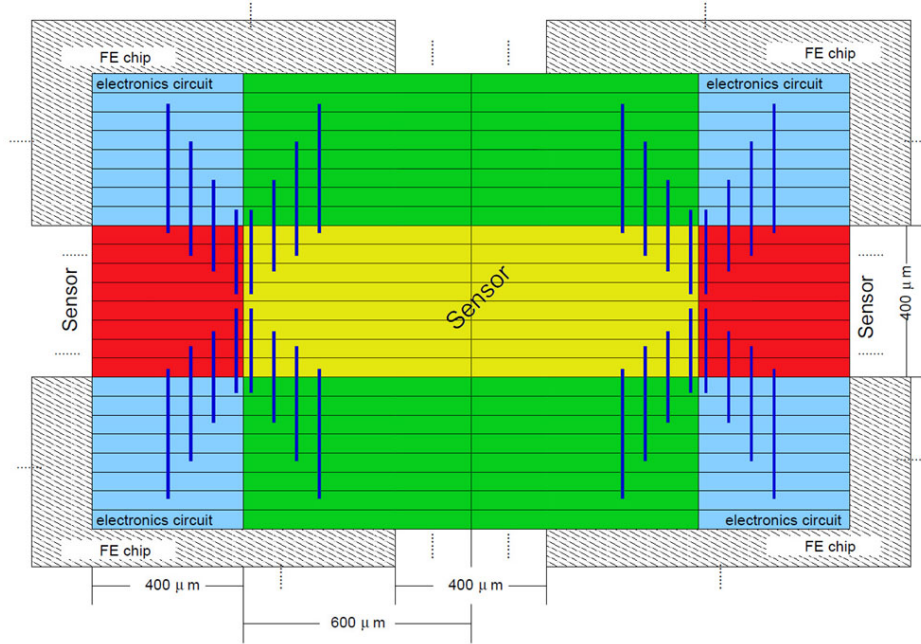 FE chip
FE chip
electronics circuit
electronics circuit
Sensor
Sensor
Sensor
400 μ m
electronics circuit
electronics circuit
FE chip
FE chip
400 μ m
400 μ m
600 μ m